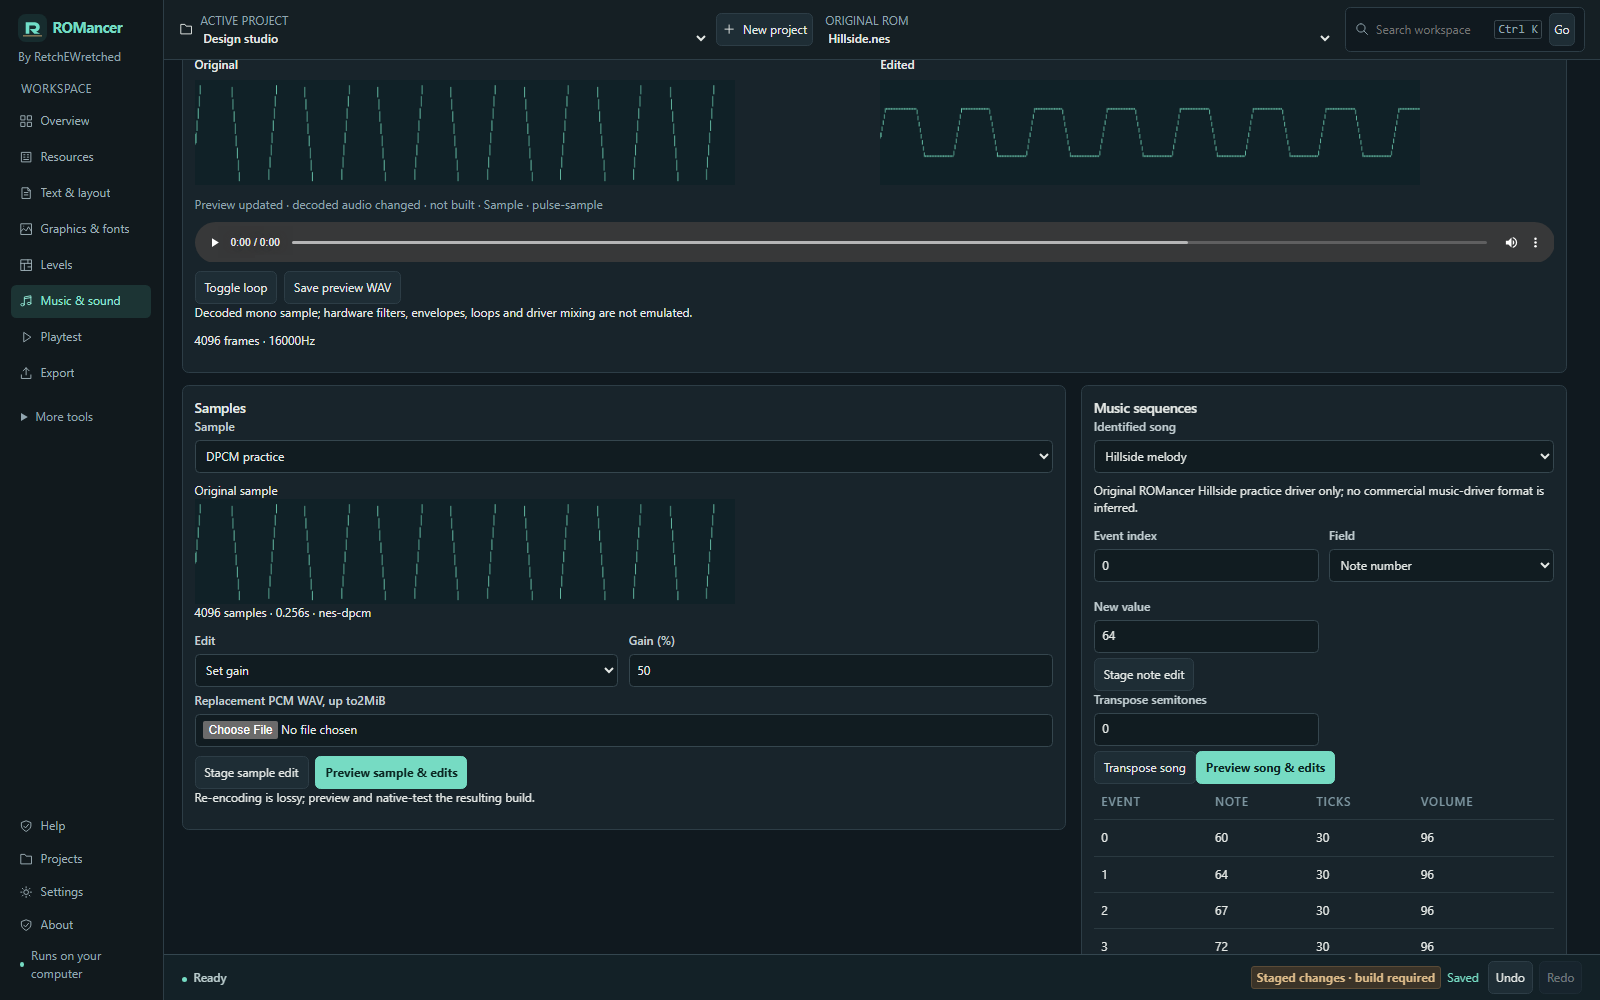 ROMancer
By RetchEWretched
WORKSPACE
Overview
Resources
Text & layout
Graphics & fonts
Levels
Music & sound
Playtest
Export
More tools
Help
Projects
Settings
About
Runs on your
computer
ACTIVE PROJECT
Design studio
New project
ORIGINAL ROM
Hillside.nes
Search workspace
Ctrl K
Go
Original
Edited
Preview updated · decoded audio changed · not built · Sample · pulse-sample
0:00 / 0:00
Toggle loop
Save preview WAV
Decoded mono sample; hardware filters, envelopes, loops and driver mixing are not emulated.
4096 frames · 16000Hz
Samples
Sample
DPCM practice
Original sample
4096 samples · 0.256s · nes-dpcm
Edit
Gain (%)
Set gain
50
Replacement PCM WAV, up to2MiB
Choose File No file chosen
Stage sample edit
Preview sample & edits
Re-encoding is lossy; preview and native-test the resulting build.
Music sequences
Identified song
Hillside melody
Original ROMancer Hillside practice driver only; no commercial music-driver format is
inferred.
Event index
Field
0
Note number
New value
64
Stage note edit
Transpose semitones
0
Transpose song
Preview song & edits
EVENT NOTE TICKS VOLUME
0 60 30 96
1 64 30 96
2 67 30 96
3 72 30 96
Ready
Staged changes · build required
Saved
Undo
Redo